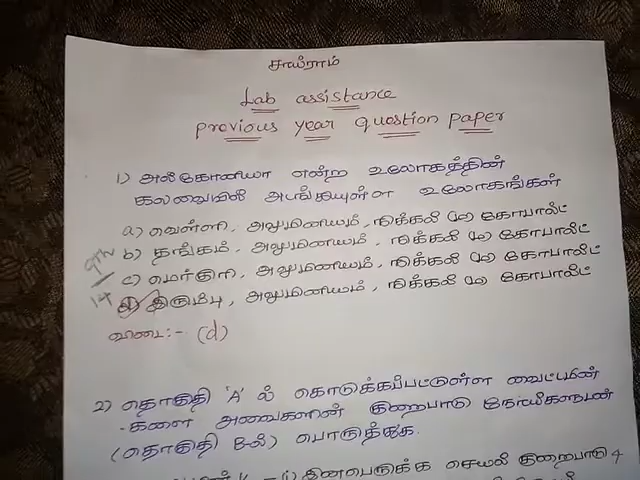 சாய்ராம்
Lab assistance
previous year question paper
1) அல்கோனியா என்ற உலோகத்தின்
கலவையில் அடங்கியுள்ள உலோகங்கள்
a) வெள்ளி, அலுமினியம், நிக்கல் (ம) கோபால்ட்
b) தங்கம், அலுமினியம், நிக்கல் (ம) கோபால்ட்
c) மெர்குரி, அலுமினியம், நிக்கல் (ம) கோபால்ட்
d) இரும்பு, அலுமினியம், நிக்கல் (ம) கோபால்ட்
விடை:- (d)
2) தொகுதி 'A' ல் கொடுக்கப்பட்டுள்ள வைட்டமின்
-களை அவைகளின் குறைபாடு நோய்களுடன்
(தொகுதி B-ல்) பொருத்துக.
இனபெருக்க செயல் குறைபாடு